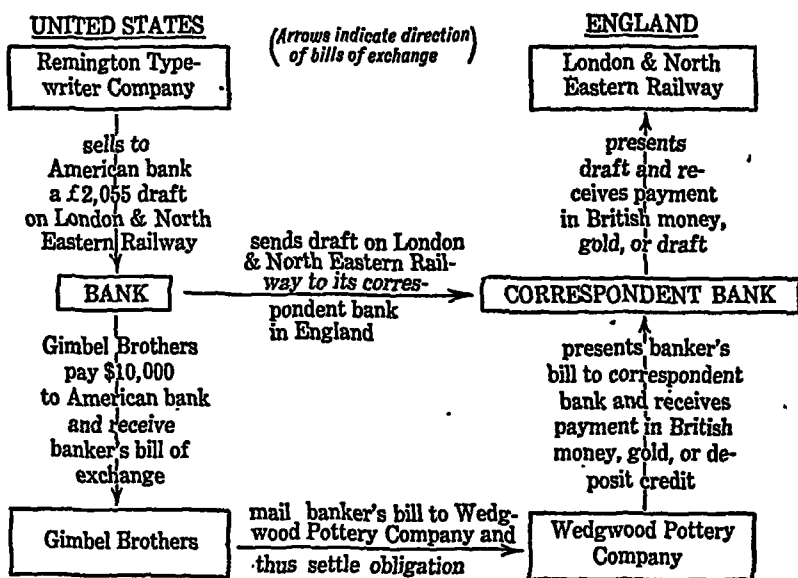 UNITED STATES
(Arrows indicate direction
of bills of exchange)
ENGLAND
Remington Type-
writer Company
London & North
Eastern Railway
sells to
American bank
a £2,055 draft
on London & North
Eastern Railway
presents
draft and re-
ceives payment
in British money,
gold, or draft
sends draft on London
& North Eastern Rail-
way to its corres-
pondent bank
in England
BANK
CORRESPONDENT BANK
Gimbel Brothers
pay $10,000
to American bank
and receive
banker's bill of
exchange
presents banker's
bill to correspondent
bank and receives
payment in British
money, gold, or de-
posit credit
Gimbel Brothers
mail banker's bill to Wedg-
wood Pottery Company and
thus settle obligation
Wedgwood Pottery
Company